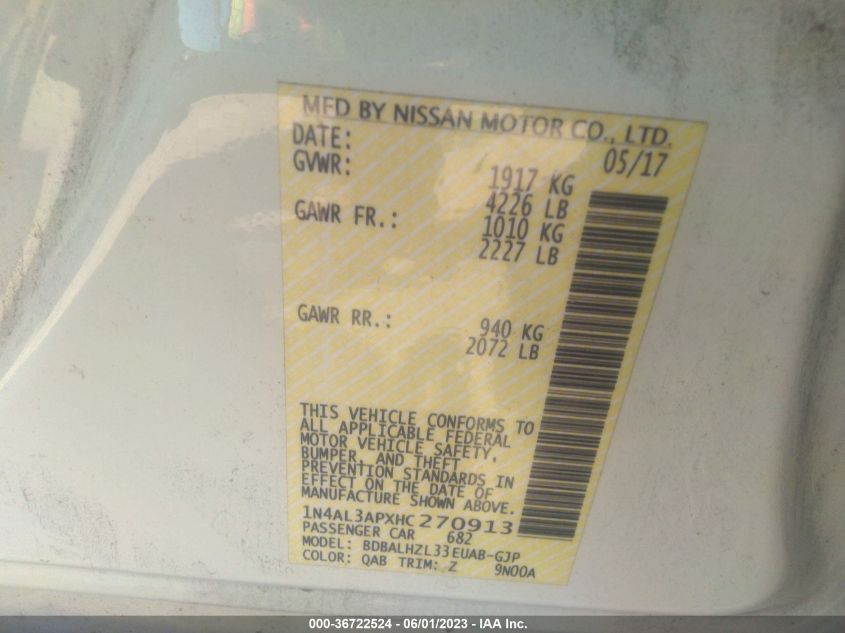 MFD BY NISSAN MOTOR CO., LTD.
DATE: 05/17
GVWR: 1917 KG
4226 LB
GAWR FR.: 1010 KG
2227 LB
GAWR RR.: 940 KG
2072 LB
THIS VEHICLE CONFORMS TO
ALL APPLICABLE FEDERAL
MOTOR VEHICLE SAFETY,
BUMPER, AND THEFT
PREVENTION STANDARDS IN
EFFECT ON THE DATE OF
MANUFACTURE SHOWN ABOVE.
1N4AL3APXHC270913
PASSENGER CAR 682
MODEL: BDBALHZL33EUAB-GJP
COLOR: QAB TRIM: Z 9N00A
000-36722524 - 06/01/2023 - IAA Inc.